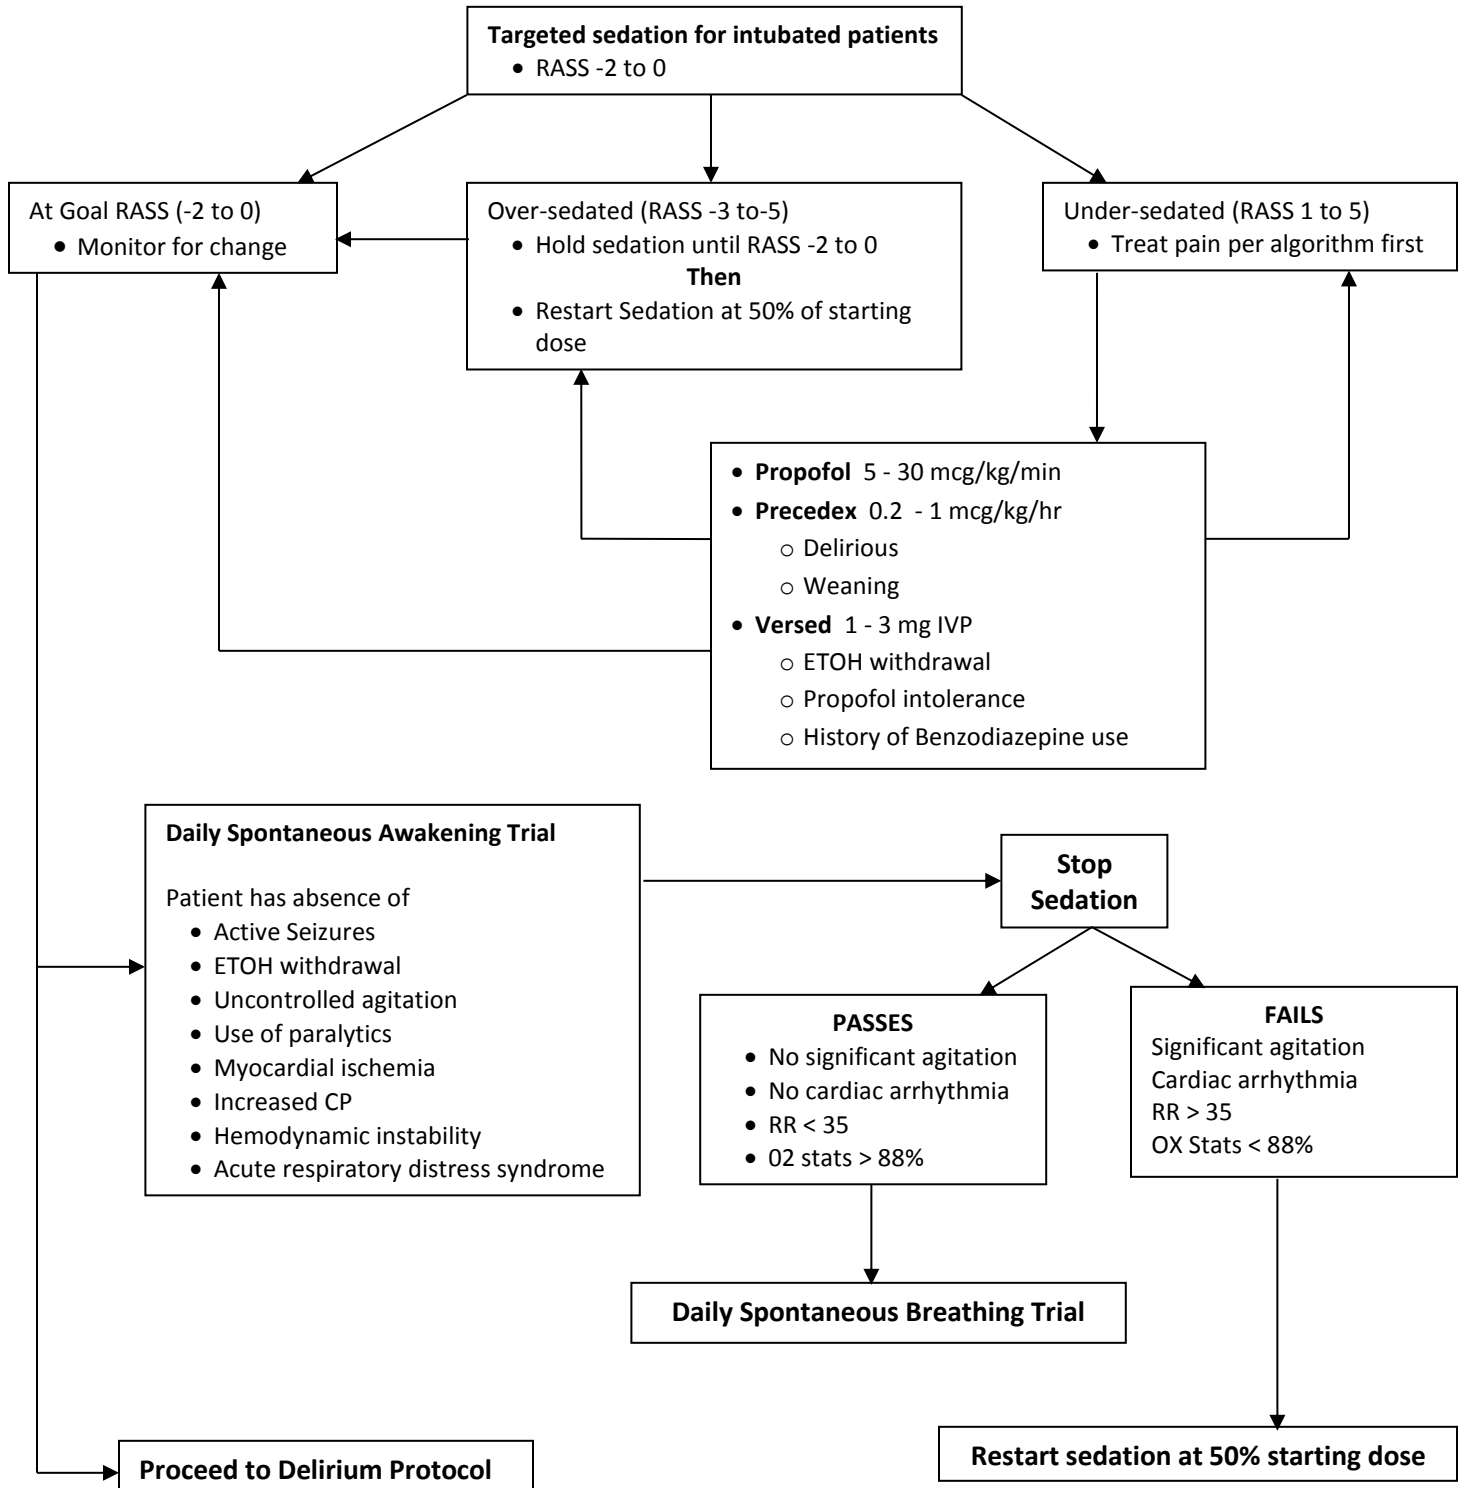 Targeted sedation for intubated patients
• RASS -2 to 0
At Goal RASS (-2 to 0)
• Monitor for change
Over-sedated (RASS -3 to-5)
• Hold sedation until RASS -2 to 0
Then
• Restart Sedation at 50% of starting
dose
Under-sedated (RASS 1 to 5)
• Treat pain per algorithm first
• Propofol 5 - 30 mcg/kg/min
• Precedex 0.2 - 1 mcg/kg/hr
o Delirious
o Weaning
• Versed 1 - 3 mg IVP
o ETOH withdrawal
o Propofol intolerance
o History of Benzodiazepine use
Daily Spontaneous Awakening Trial
Patient has absence of
• Active Seizures
• ETOH withdrawal
• Uncontrolled agitation
• Use of paralytics
• Myocardial ischemia
• Increased CP
• Hemodynamic instability
• Acute respiratory distress syndrome
Stop
Sedation
PASSES
• No significant agitation
• No cardiac arrhythmia
• RR < 35
• 02 stats > 88%
FAILS
Significant agitation
Cardiac arrhythmia
RR > 35
OX Stats < 88%
Daily Spontaneous Breathing Trial
Restart sedation at 50% starting dose
Proceed to Delirium Protocol